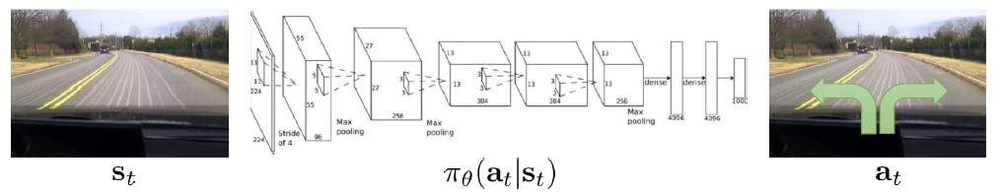 55
27
13
13
13
11
11
5
5
3
3
3
3
3
3
224
55
27
13
13
13
384
384
256
dense
dense
1000
4096
4096
224
Stride
of 4
96
Max
pooling
256
Max
pooling
Max
pooling
s_t
π_θ(a_t|s_t)
a_t